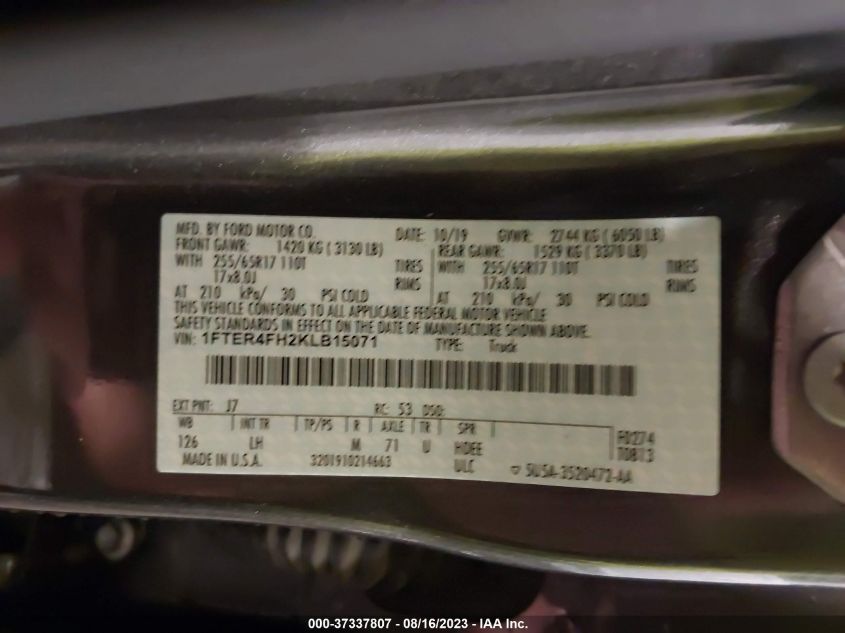 MFD. BY FORD MOTOR CO. DATE: 10/19 GVWR: 2744 KG ( 6050 LB)
FRONT GAWR: 1420 KG ( 3130 LB) REAR GAWR: 1529 KG ( 3370 LB)
WITH 255/65R17 110T TIRES WITH 255/65R17 110T TIRES
17x8.0J RIMS 17x8.0J RIMS
AT 210 kPa/ 30 PSI COLD AT 210 kPa/ 30 PSI COLD
THIS VEHICLE CONFORMS TO ALL APPLICABLE FEDERAL MOTOR VEHICLE
SAFETY STANDARDS IN EFFECT ON THE DATE OF MANUFACTURE SHOWN ABOVE.
VIN: 1FTER4FH2KLB15071 TYPE: Truck
EXT PNT: J7 RC: 53 DSO:
WB INT TR TP/PS R AXLE TR SPR F0274
126 LH M 71 U HDEE T0813
MADE IN U.S.A. 3201910214663 ULC 5U5A-3520472-AA
000-37337807 - 08/16/2023 - IAA Inc.